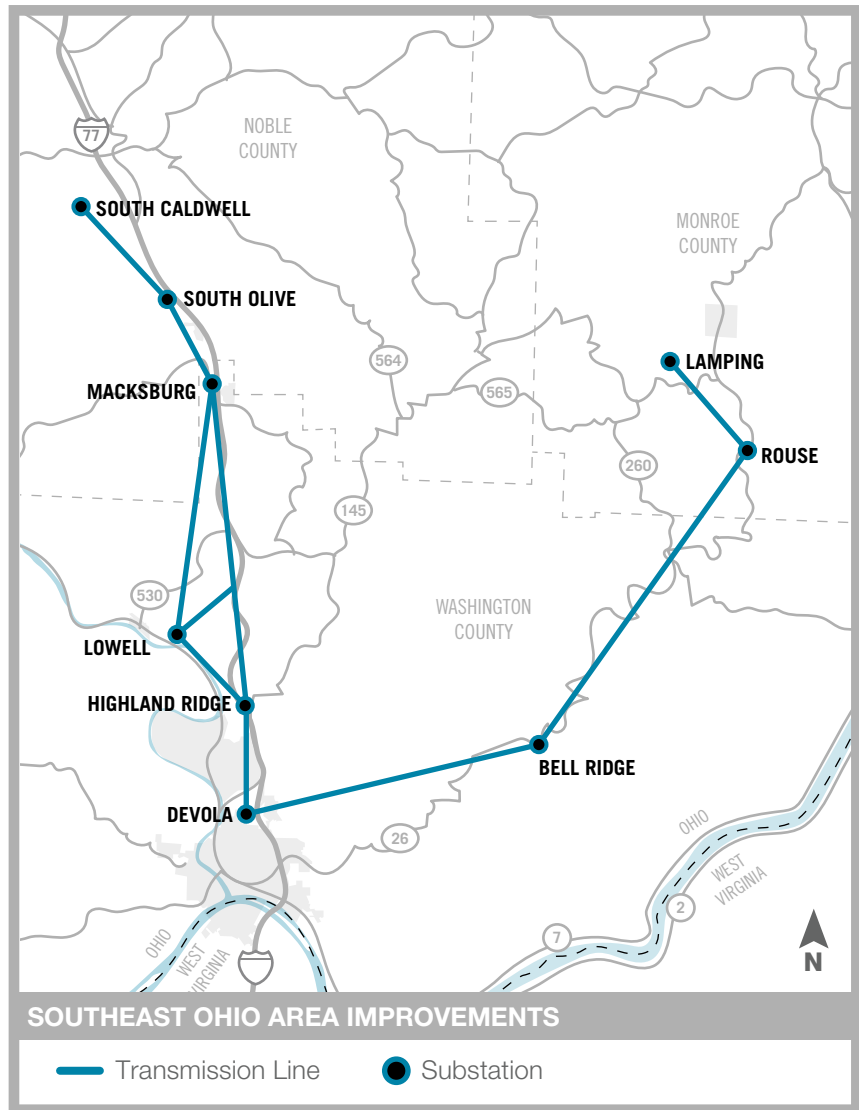 77
NOBLE
COUNTY
SOUTH CALDWELL
MONROE
COUNTY
SOUTH OLIVE
564
LAMPING
MACKSBURG
565
ROUSE
260
145
530
WASHINGTON
COUNTY
LOWELL
HIGHLAND RIDGE
BELL RIDGE
DEVOLA
26
OHIO
WEST
VIRGINIA
2
7
OHIO
WEST
VIRGINIA
N
SOUTHEAST OHIO AREA IMPROVEMENTS
Transmission Line
Substation